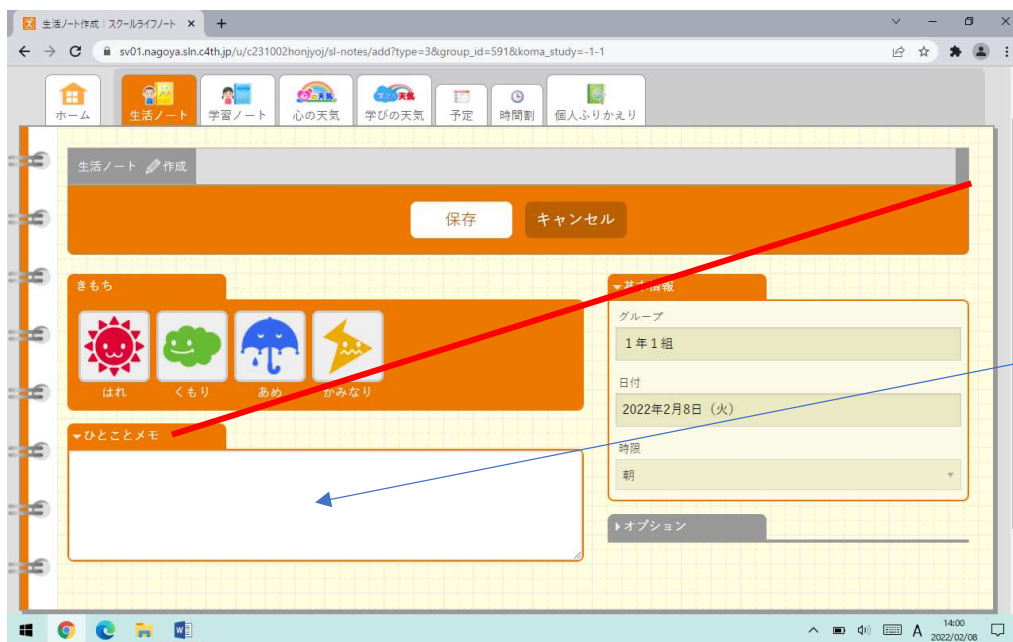 生活ノート作成 | スクールライフノート
sv01.nagoya.sln.c4th.jp/u/c231002honjyoj/sl-notes/add?type=3&group_id=591&koma_study=-1-1
ホーム
生活ノート
学習ノート
心の天気
学びの天気
予定
時間割
個人ふりかえり
生活ノート 作成
保存
キャンセル
きもち
はれ
くもり
あめ
かみなり
▼ひとことメモ
▼基本情報
グループ
1年1組
日付
2022年2月8日（火）
時限
朝
▶オプション
A
14:00
2022/02/08